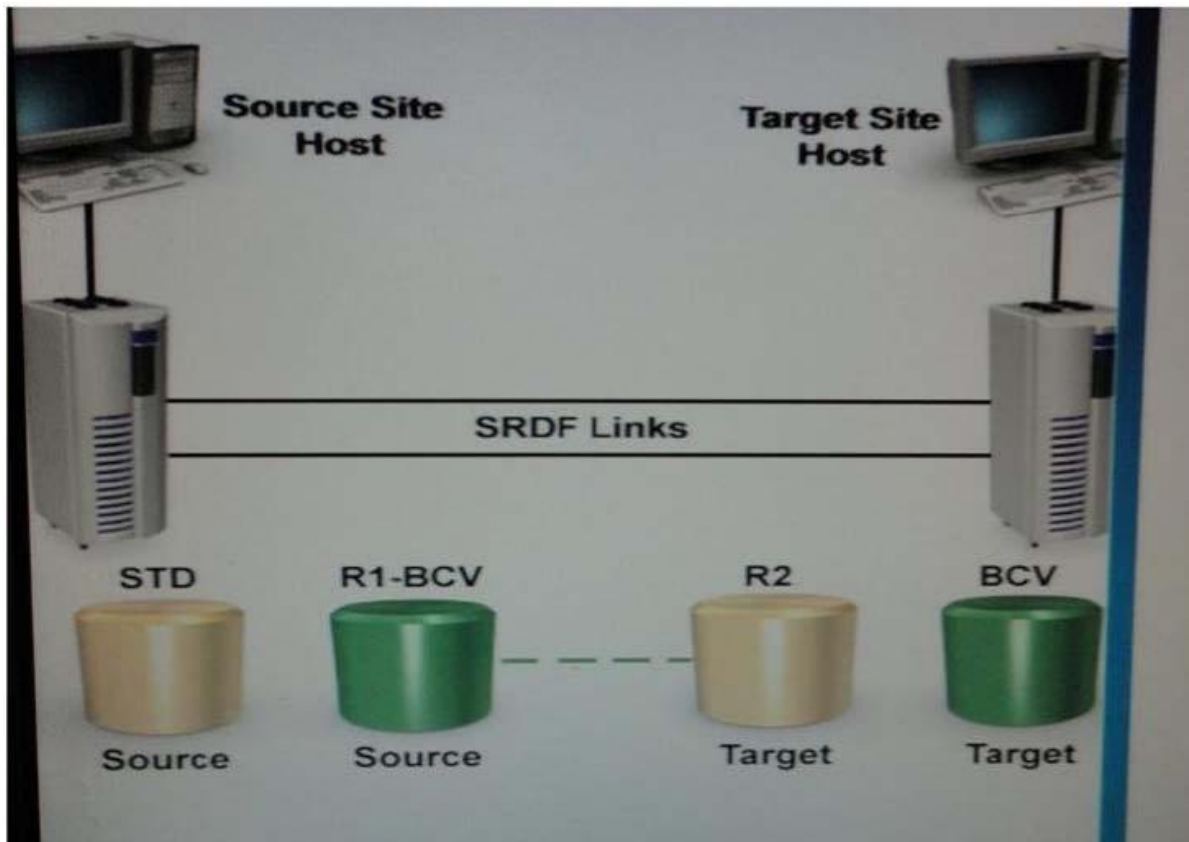 Source Site
Host
Target Site
Host
SRDF Links
STD
R1-BCV
R2
BCV
Source
Source
Target
Target